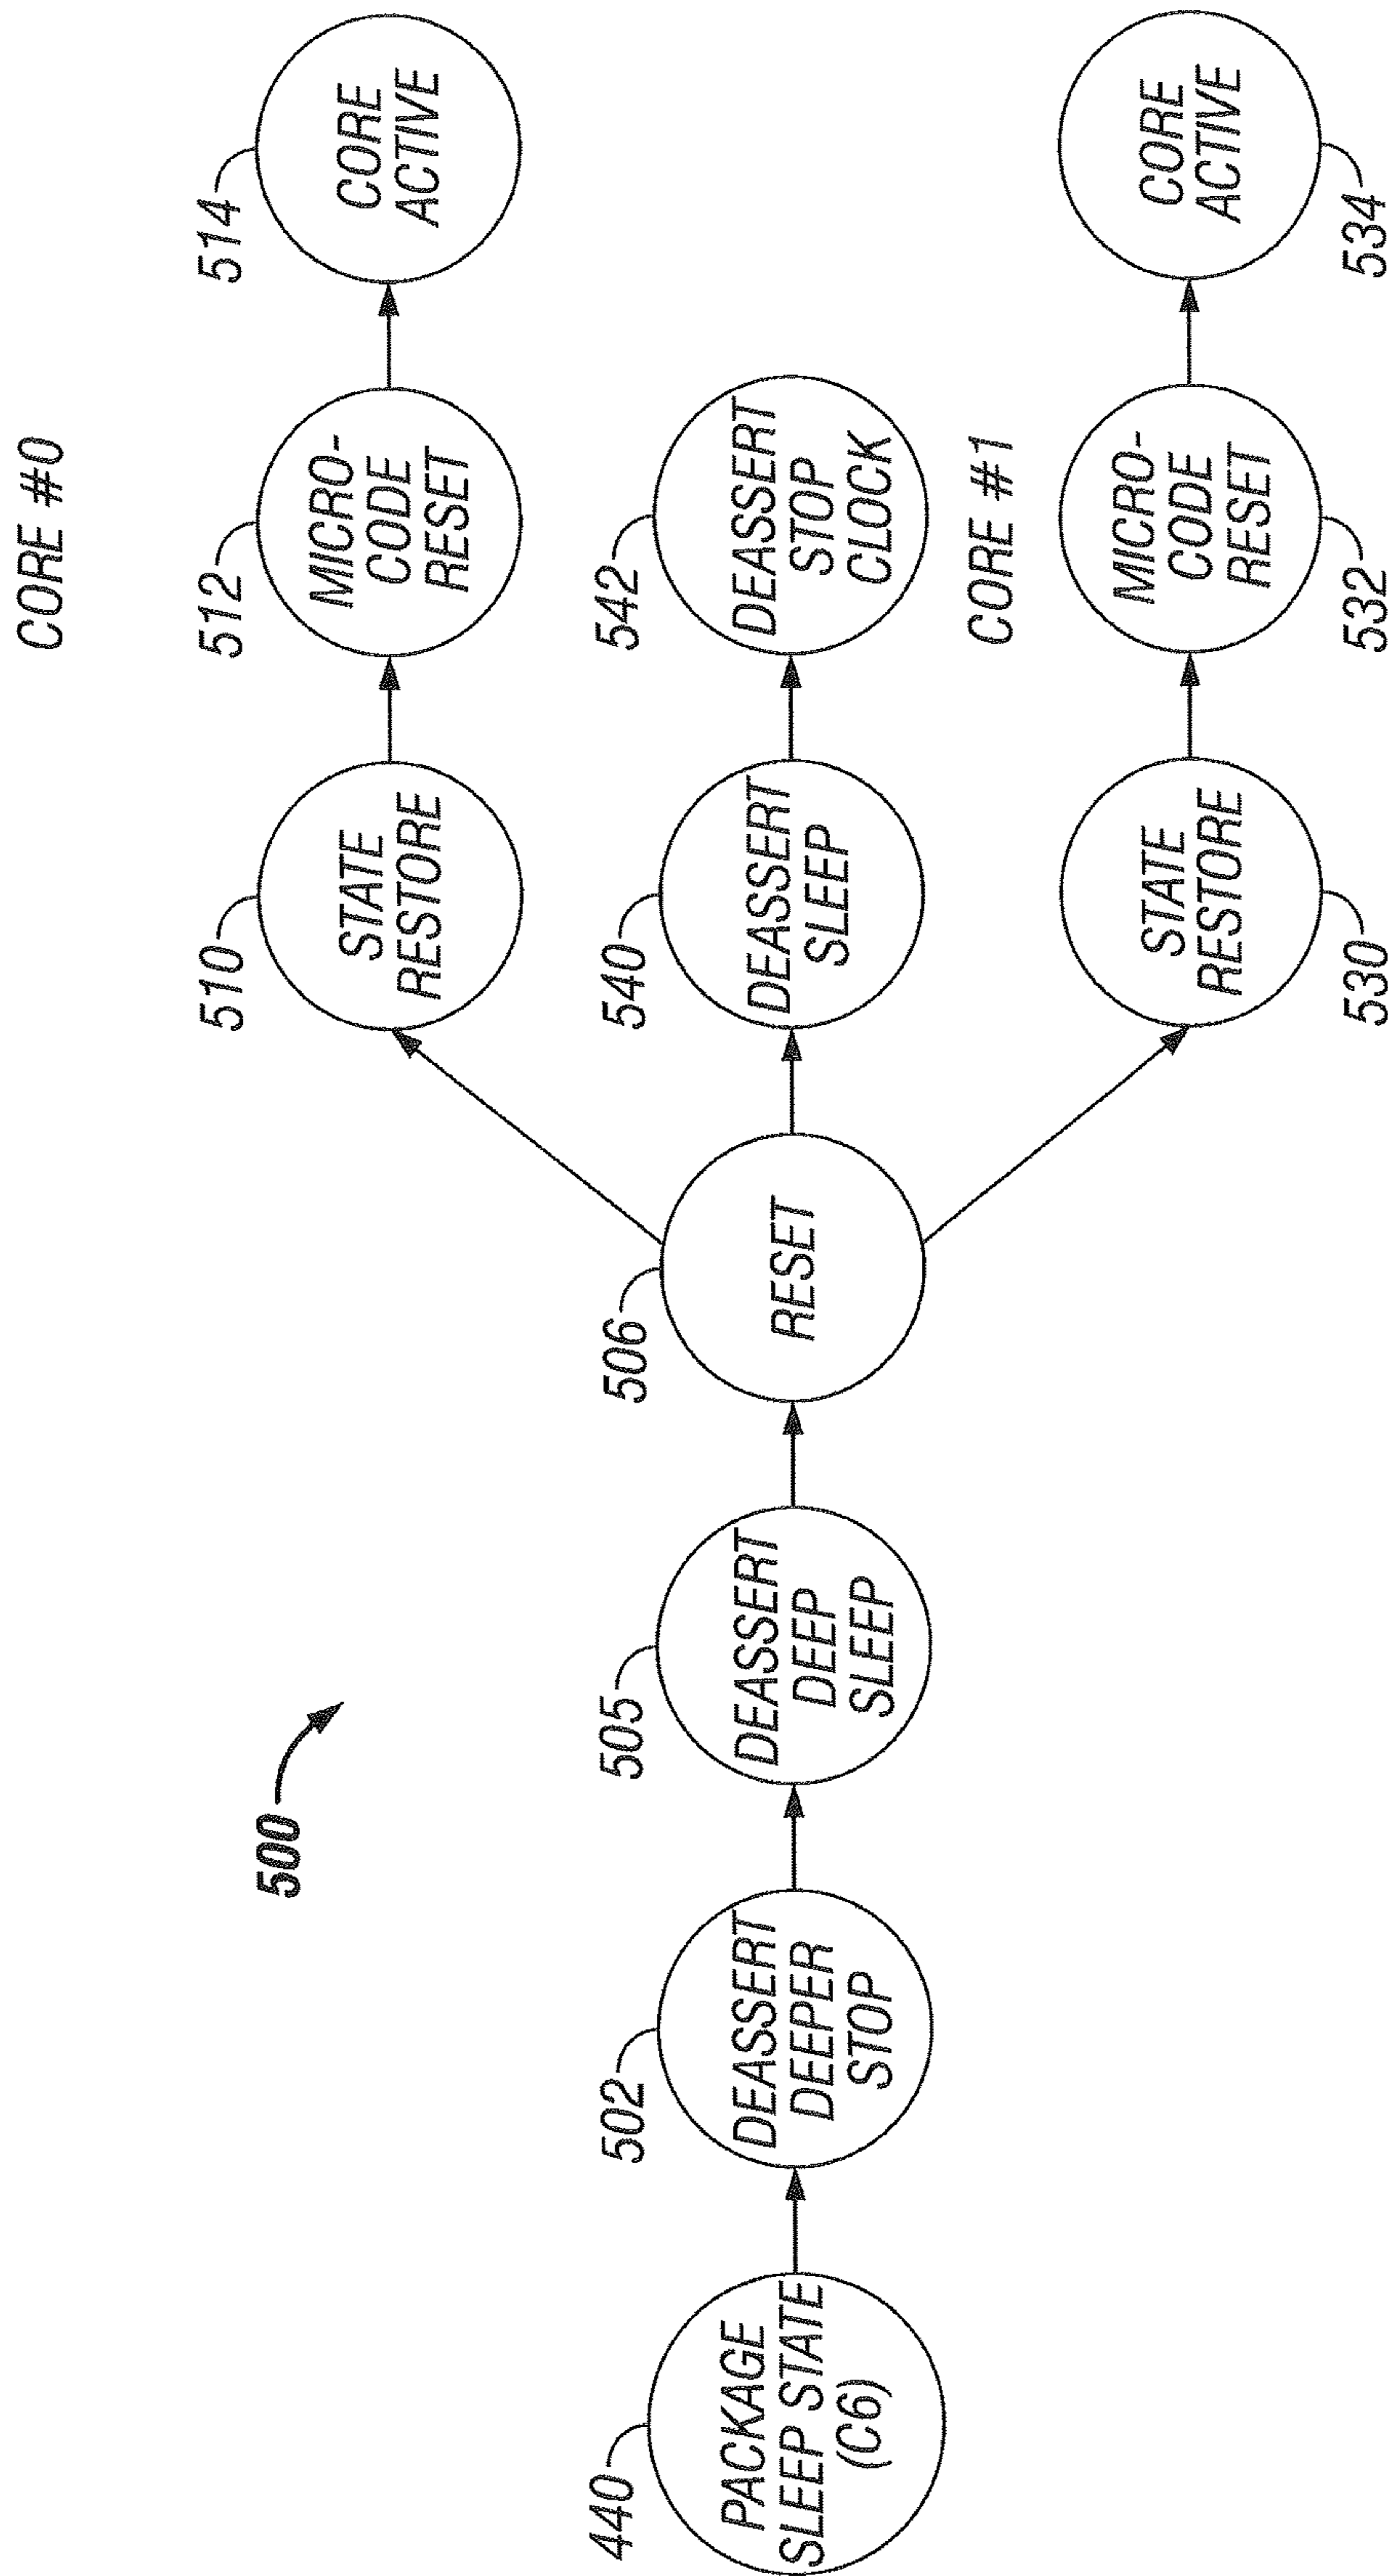 CORE #0
514
CORE
ACTIVE
512
MICRO-
CODE
RESET
510
STATE
RESTORE
500
440
PACKAGE
SLEEP STATE
(C6)
502
DEASSERT
DEEPER
STOP
505
DEASSERT
DEEP
SLEEP
506
RESET
540
DEASSERT
SLEEP
542
DEASSERT
STOP
CLOCK
CORE #1
STATE
RESTORE
530
MICRO-
CODE
RESET
532
CORE
ACTIVE
534